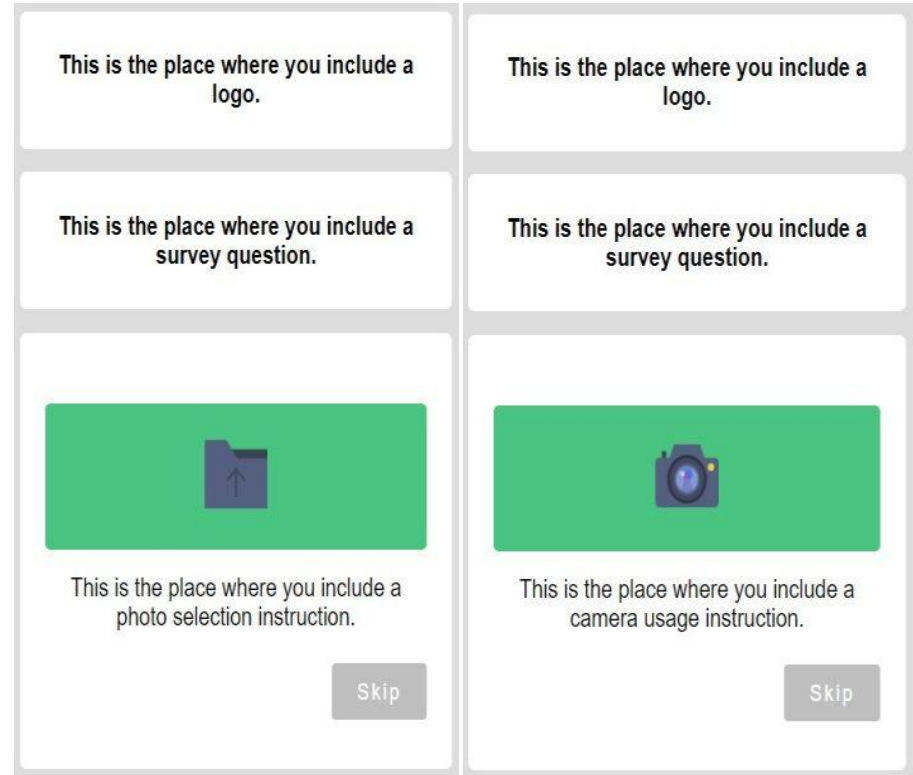 This is the place where you include a
logo.
This is the place where you include a
survey question.
This is the place where you include a
photo selection instruction.
Skip
This is the place where you include a
logo.
This is the place where you include a
survey question.
This is the place where you include a
camera usage instruction.
Skip